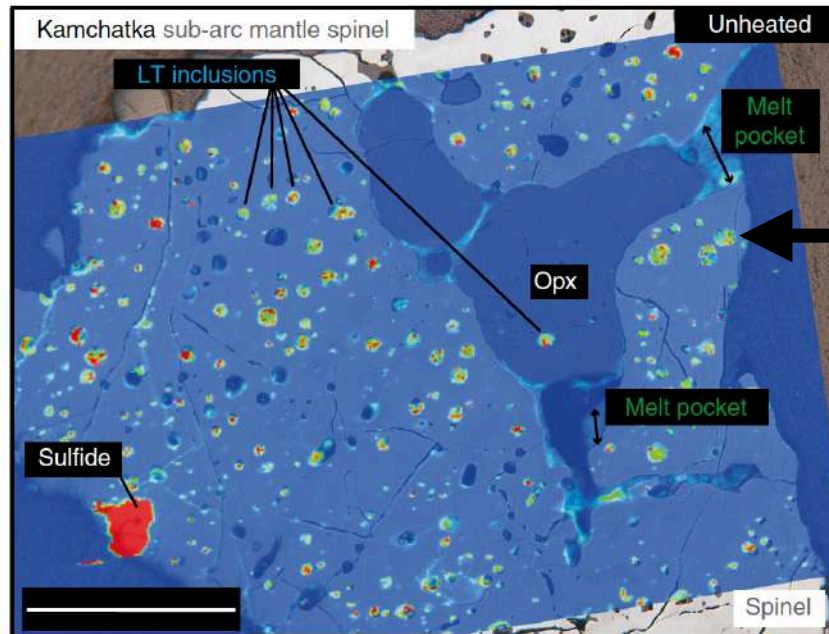 Kamchatka sub-arc mantle spinel
Unheated
LT inclusions
Melt
pocket
Opx
Melt pocket
Sulfide
Spinel